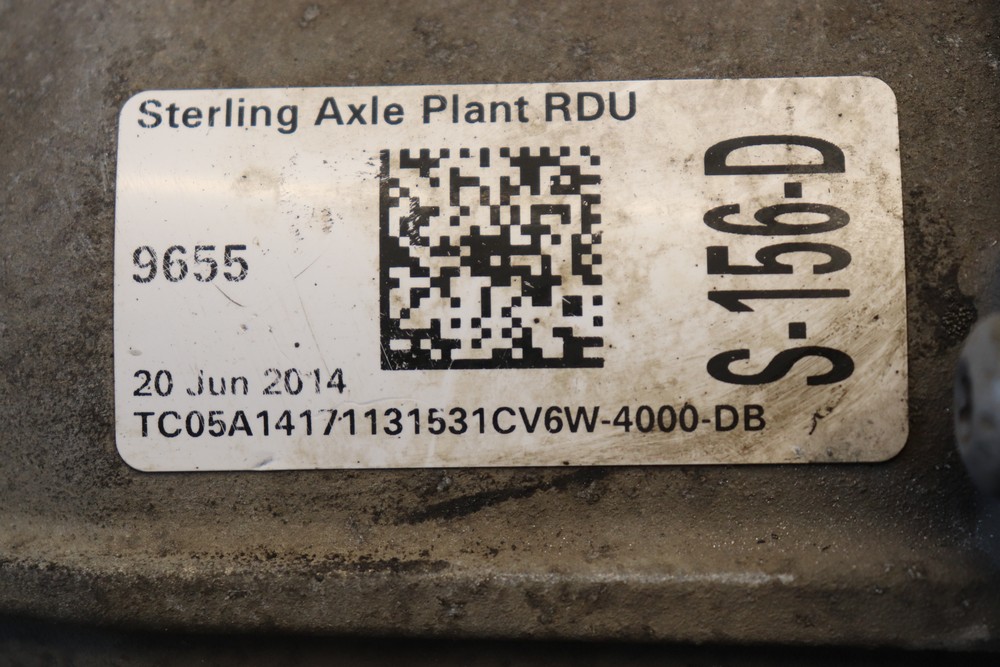 Sterling Axle Plant RDU
9655
20 Jun 2014
TC05A14171131531CV6W-4000-DB
S-156-D